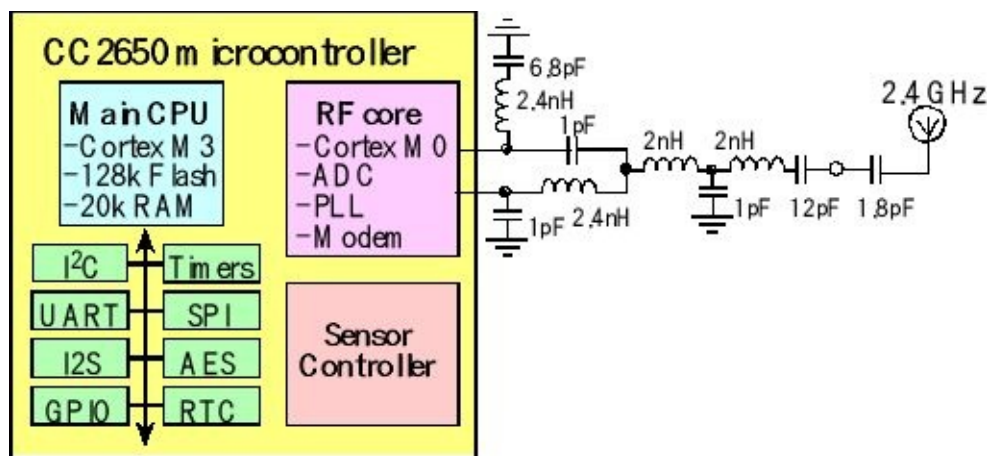 CC2650 microcontroller
Main CPU
-Cortex M3
-128k Flash
-20k RAM
RF core
-Cortex M0
-ADC
-PLL
-Modem
I²C
Timers
UART
SPI
I2S
AES
GPIO
RTC
Sensor
Controller
6.8pF
2.4nH
1pF
1pF
2.4nH
2nH
2nH
1pF
12pF
1.8pF
2.4GHz